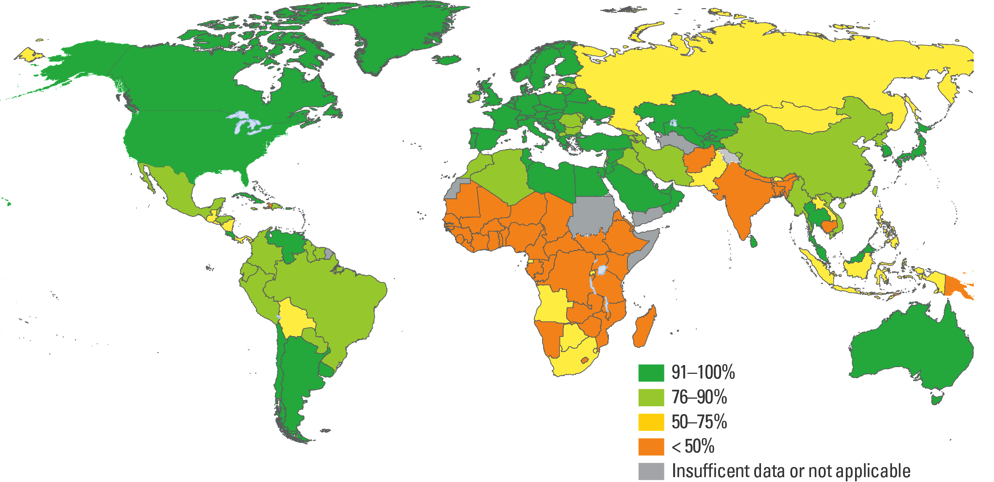 91–100%
76–90%
50–75%
< 50%
Insufficent data or not applicable